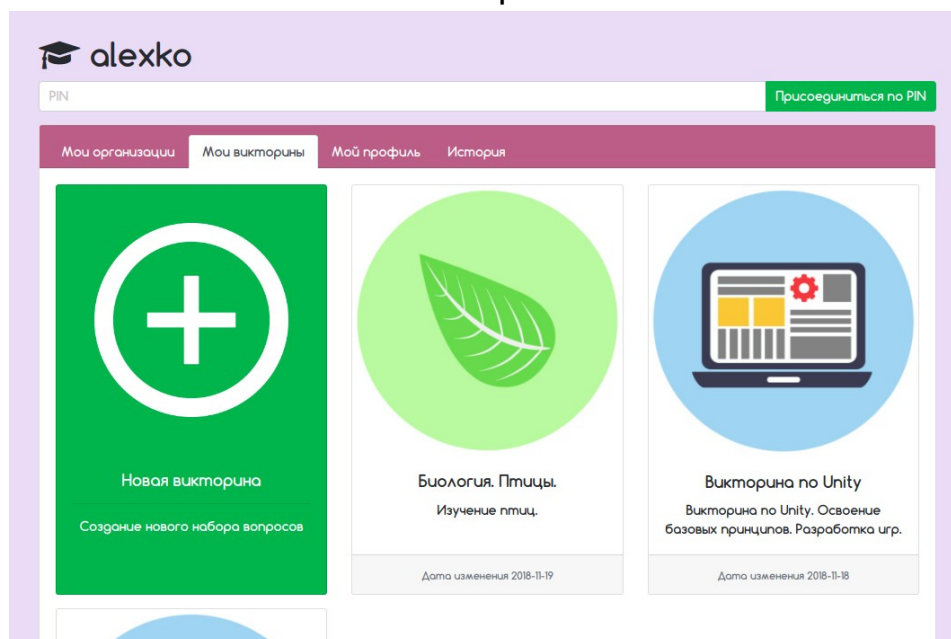 alexko
PIN
Присоединиться по PIN
Мои организации
Мои викторины
Мой профиль
История
Новая викторина
Создание нового набора вопросов
Биология. Птицы.
Изучение птиц.
Дата изменения 2018-11-19
Викторина по Unity
Викторина по Unity. Освоение
базовых принципов. Разработка игр.
Дата изменения 2018-11-18